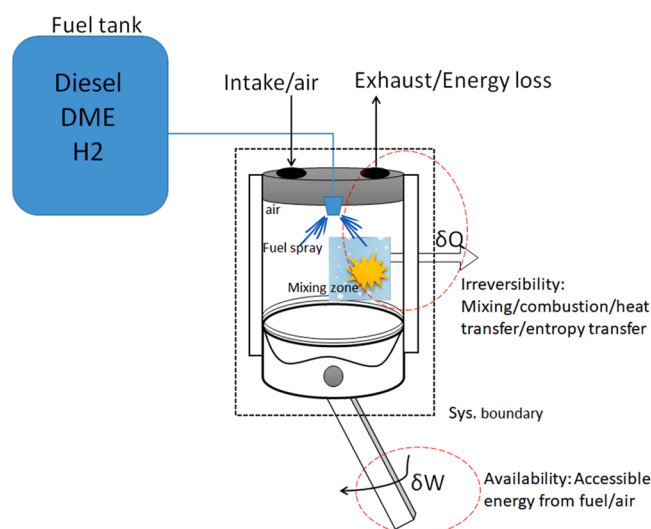 Fuel tank
Diesel
DME
H2
Intake/air
Exhaust/Energy loss
air
Fuel spray
Mixing zone
δQ
Irreversibility:
Mixing/combustion/heat
transfer/entropy transfer
Sys. boundary
δW
Availability: Accessible
energy from fuel/air